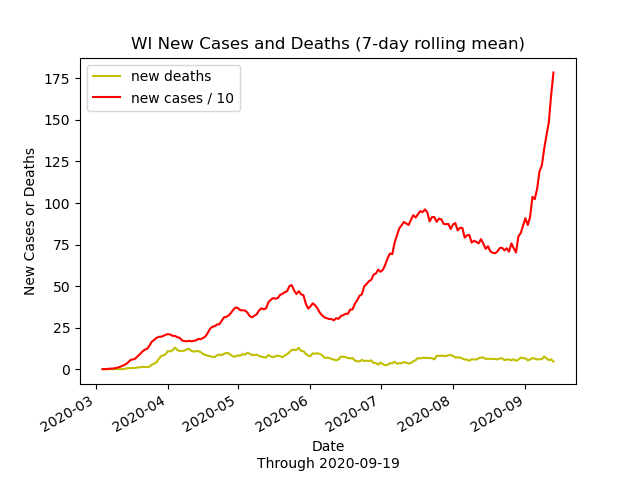 WI New Cases and Deaths (7-day rolling mean)
new deaths
new cases / 10
175
150
125
100
75
50
25
0
New Cases or Deaths
2020-03
2020-04
2020-05
2020-06
2020-07
2020-08
2020-09
Date
Through 2020-09-19